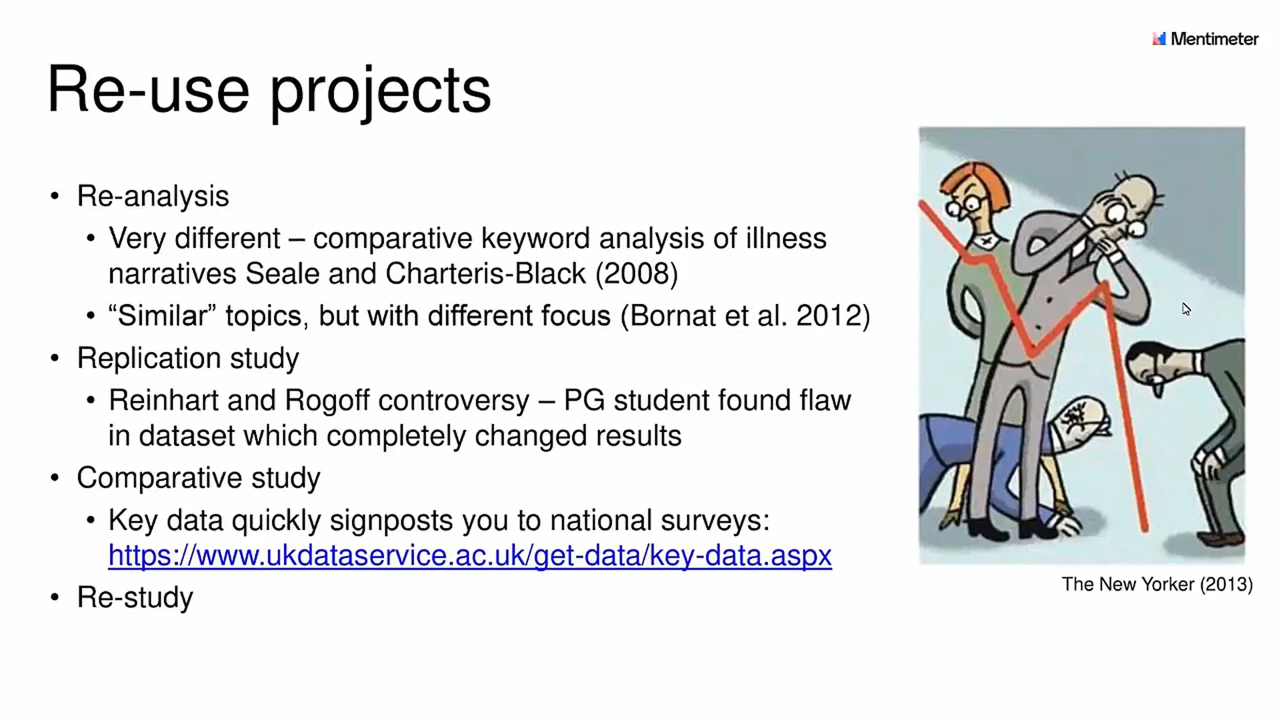 Mentimeter
Re-use projects
• Re-analysis
• Very different – comparative keyword analysis of illness
narratives Seale and Charteris-Black (2008)
• “Similar” topics, but with different focus (Bornat et al. 2012)
• Replication study
• Reinhart and Rogoff controversy – PG student found flaw
in dataset which completely changed results
• Comparative study
• Key data quickly signposts you to national surveys:
https://www.ukdataservice.ac.uk/get-data/key-data.aspx
• Re-study
The New Yorker (2013)